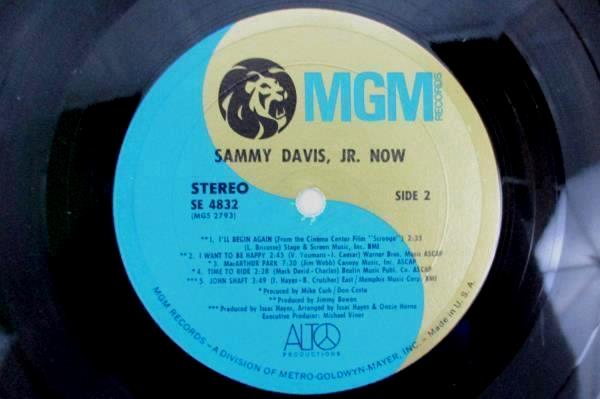 MGM
RECORDS
SAMMY DAVIS, JR. NOW
STEREO
SE 4832
(MGS 2793)
SIDE 2
**1. I'LL BEGIN AGAIN (From the Cinema Center Film "Scrooge") 2:35
(L. Bricusse) Stage & Screen Music, Inc. BMI
**2. I WANT TO BE HAPPY 2:45 (V. Youmans-I. Caesar) Warner Bros. Music ASCAP
*3. MacARTHUR PARK 7:30 (Jim Webb) Canopy Music, Inc. ASCAP
*4. TIME TO RIDE 2:28 (Mack David-Charles) Beulin Music Publ. Co. ASCAP
***5. JOHN SHAFT 3:49 (I. Hayes-B. Crutcher) East/Memphis Music Corp. BMI
*Produced by Mike Curb/Don Costa
**Produced by Jimmy Bowen
***Produced by Isaac Hayes, Arranged by Isaac Hayes & Onzie Horne
Executive Producer: Michael Viner
ALTO
PRODUCTIONS
MGM RECORDS—A DIVISION OF METRO-GOLDWYN-MAYER, INC.—Made in U.S.A.